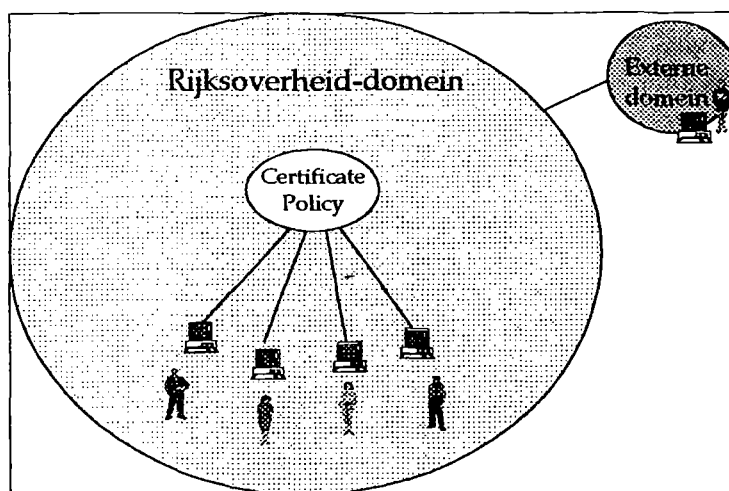 Rijksoverheid-domein
Externe
domein
Certificate
Policy